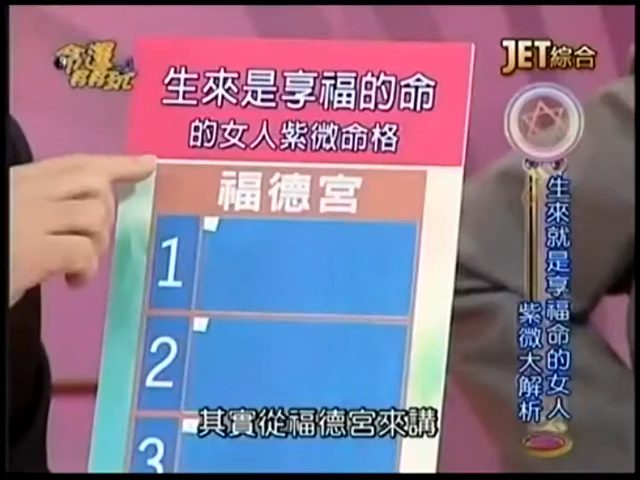 命運好好玩
JET綜合
生來是享福的命
的女人紫微命格
福德宮
1
2
3
生來就是享福命的女人
紫微大解析
其實從福德宮來講